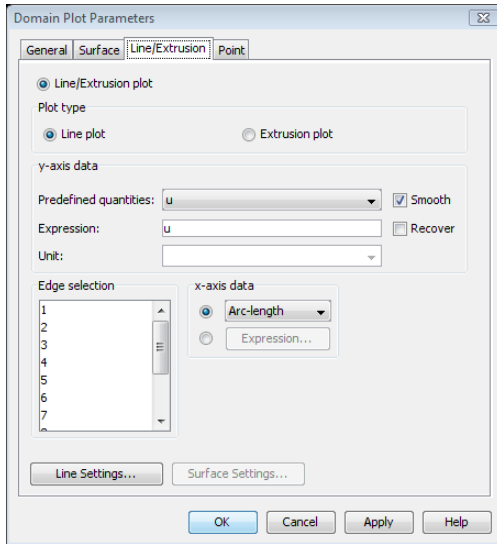 Domain Plot Parameters
General Surface Line/Extrusion Point
Line/Extrusion plot
Plot type
Line plot Extrusion plot
y-axis data
Predefined quantities: u Smooth
Expression: u Recover
Unit:
Edge selection x-axis data
1
Arc-length
2
3
Expression...
4
5
6
7
Line Settings... Surface Settings...
OK Cancel Apply Help